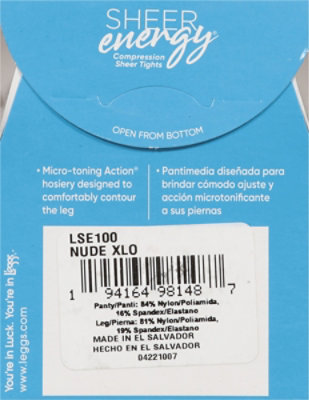 SHEER
energy®
Compression
Sheer Tights
OPEN FROM BOTTOM
• Micro-toning Action®
hosiery designed to
comfortably contour
the leg
• Pantimedia diseñada para
brindar cómodo ajuste y
acción microtonificante
a sus piernas
LSE100
NUDE XLO
1 94164 98148 7
Panty/Panti: 84% Nylon/Poliamida,
16% Spandex/Elastano
Leg/Pierna: 81% Nylon/Poliamida,
19% Spandex/Elastano
MADE IN EL SALVADOR
HECHO EN EL SALVADOR
04221007
You're in Luck. You're in L'eggs.
www.leggs.com